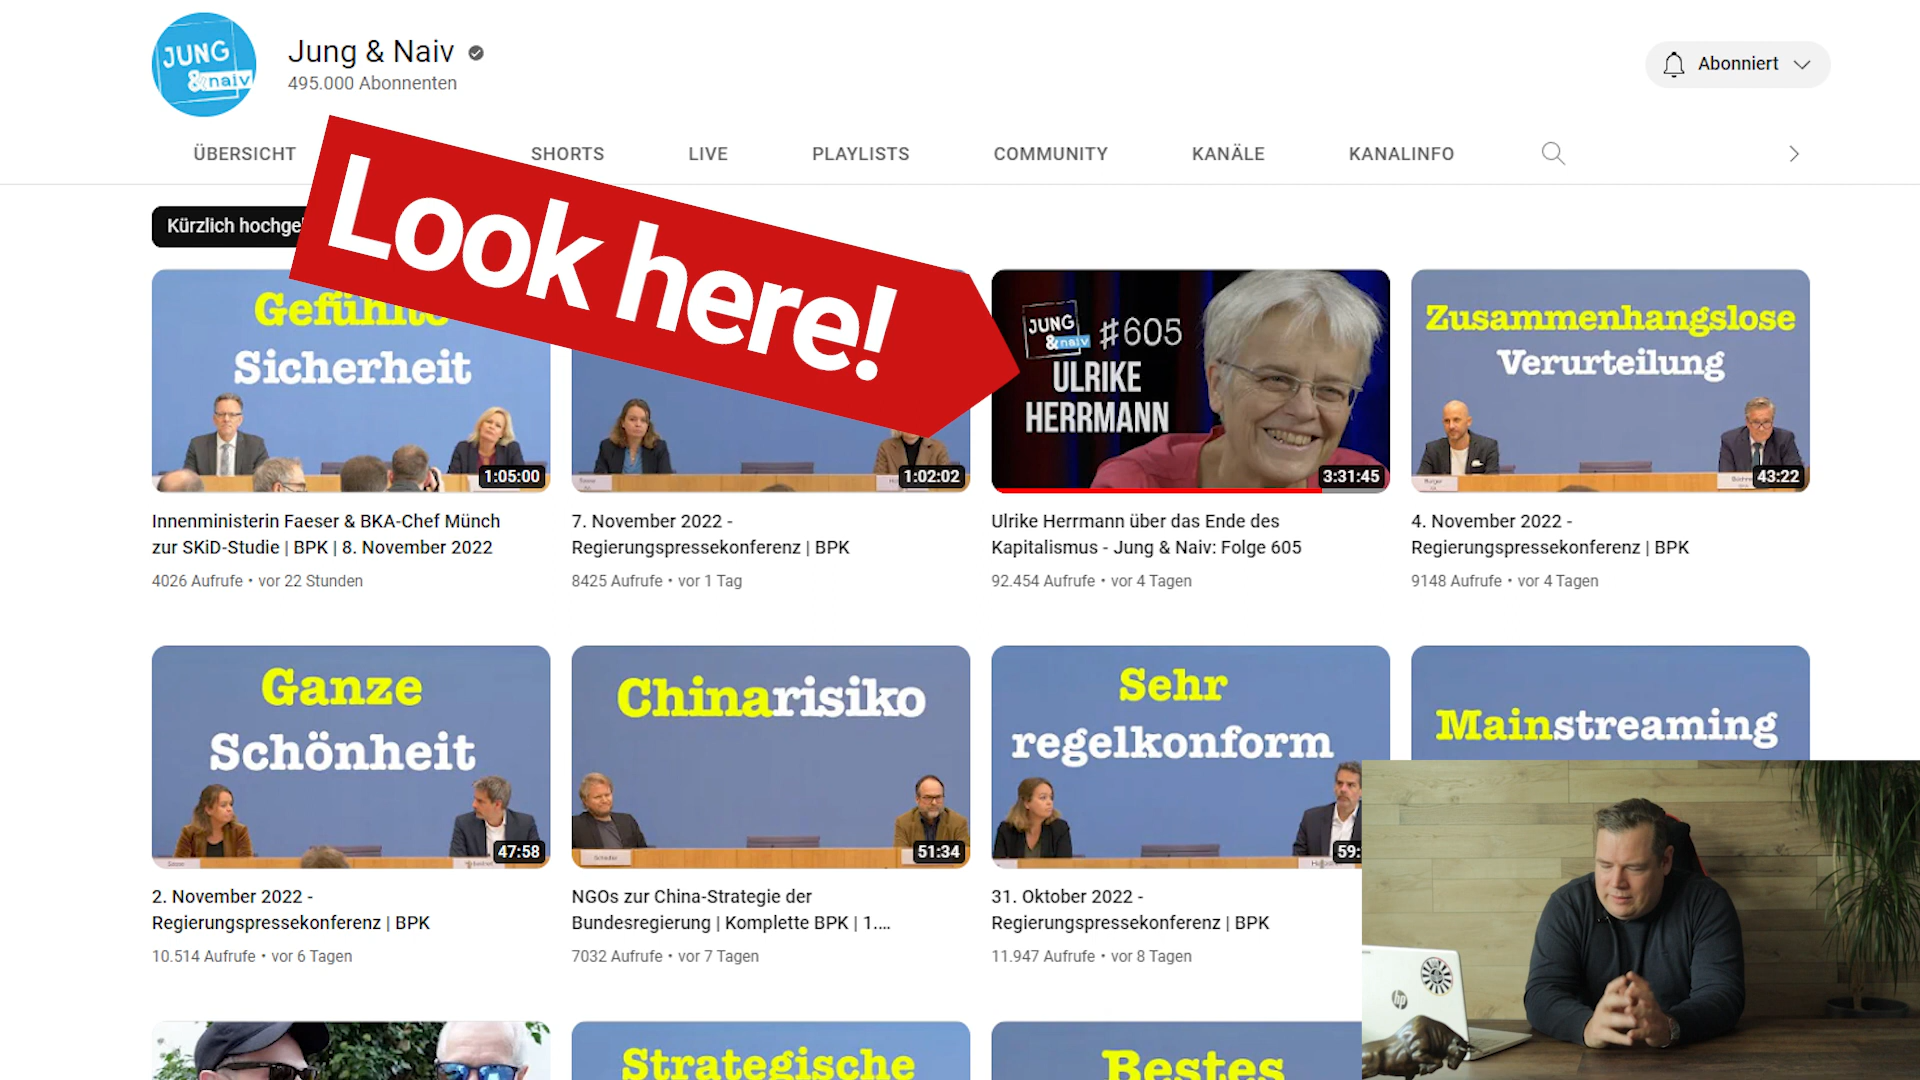 JUNG
&naiv
Jung & Naiv
495.000 Abonnenten
Abonniert
ÜBERSICHT
SHORTS
LIVE
PLAYLISTS
COMMUNITY
KANÄLE
KANALINFO
Look here!
Kürzlich
Sicherheit
1:05:00
1:02:02
JUNG
&naiv
#605
ULRIKE
HERRMANN
3:31:45
Zusammenhangslose
Verurteilung
43:22
Innenministerin Faeser & BKA-Chef Münch
zur SKiD-Studie | BPK | 8. November 2022
4026 Aufrufe • vor 22 Stunden
7. November 2022 -
Regierungspressekonferenz | BPK
8425 Aufrufe • vor 1 Tag
Ulrike Herrmann über das Ende des
Kapitalismus - Jung & Naiv: Folge 605
92.454 Aufrufe • vor 4 Tagen
4. November 2022 -
Regierungspressekonferenz | BPK
9148 Aufrufe • vor 4 Tagen
Ganze
Schönheit
47:58
Chinarisiko
51:34
Sehr
regelkonform
59:
Mainstreaming
2. November 2022 -
Regierungspressekonferenz | BPK
10.514 Aufrufe • vor 6 Tagen
NGOs zur China-Strategie der
Bundesregierung | Komplette BPK | 1....
7032 Aufrufe • vor 7 Tagen
31. Oktober 2022 -
Regierungspressekonferenz | BPK
11.947 Aufrufe • vor 8 Tagen
Strategische
Bestes
hp